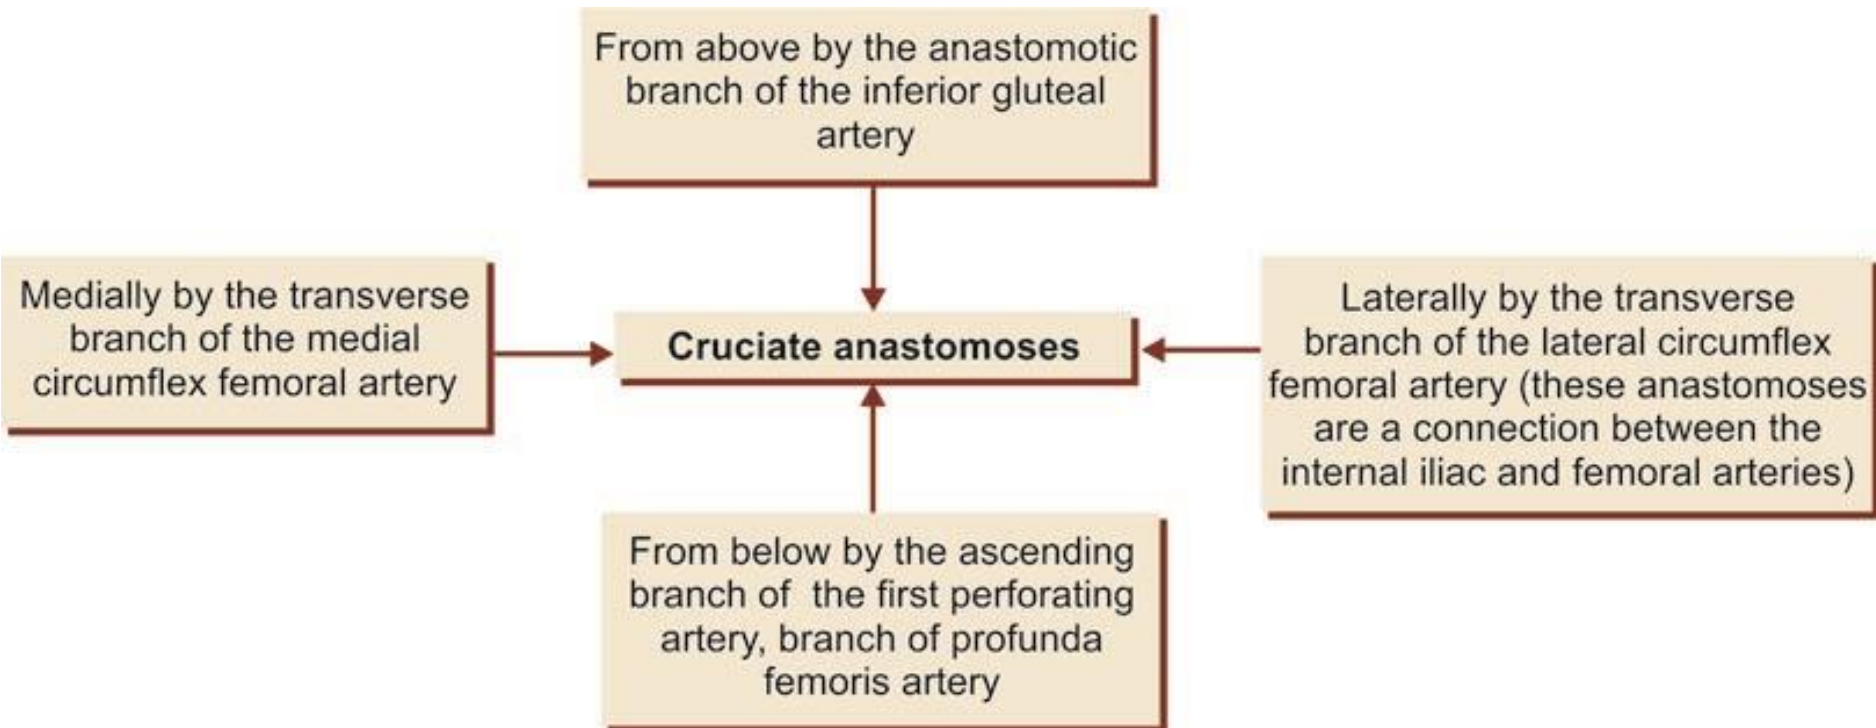 From above by the anastomotic
branch of the inferior gluteal
artery
Medially by the transverse
branch of the medial
circumflex femoral artery
Cruciate anastomoses
Laterally by the transverse
branch of the lateral circumflex
femoral artery (these anastomoses
are a connection between the
internal iliac and femoral arteries)
From below by the ascending
branch of the first perforating
artery, branch of profunda
femoris artery